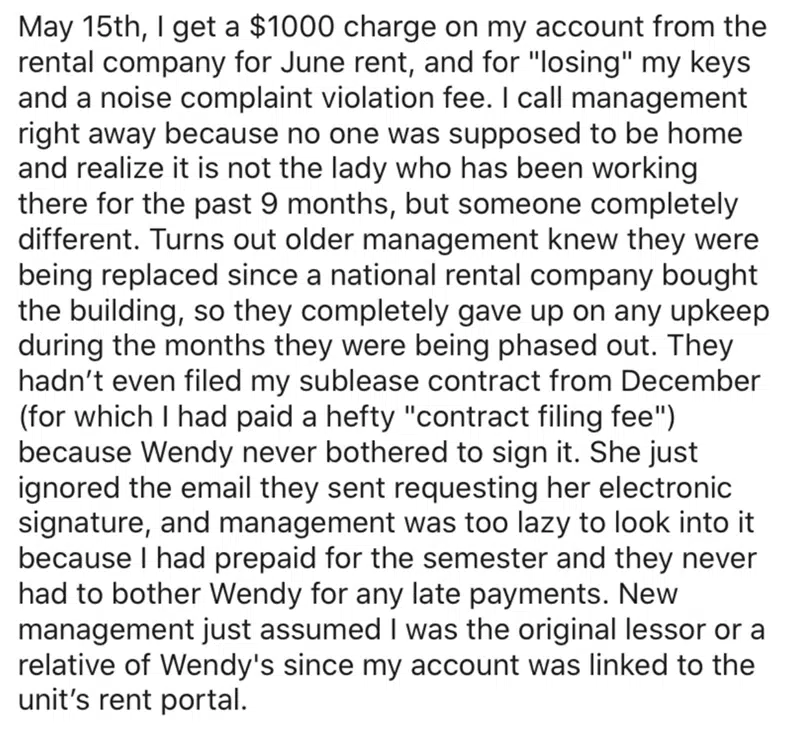 May 15th, I get a $1000 charge on my account from the
rental company for June rent, and for "losing" my keys
and a noise complaint violation fee. I call management
right away because no one was supposed to be home
and realize it is not the lady who has been working
there for the past 9 months, but someone completely
different. Turns out older management knew they were
being replaced since a national rental company bought
the building, so they completely gave up on any upkeep
during the months they were being phased out. They
hadn’t even filed my sublease contract from December
(for which I had paid a hefty "contract filing fee")
because Wendy never bothered to sign it. She just
ignored the email they sent requesting her electronic
signature, and management was too lazy to look into it
because I had prepaid for the semester and they never
had to bother Wendy for any late payments. New
management just assumed I was the original lessor or a
relative of Wendy's since my account was linked to the
unit’s rent portal.